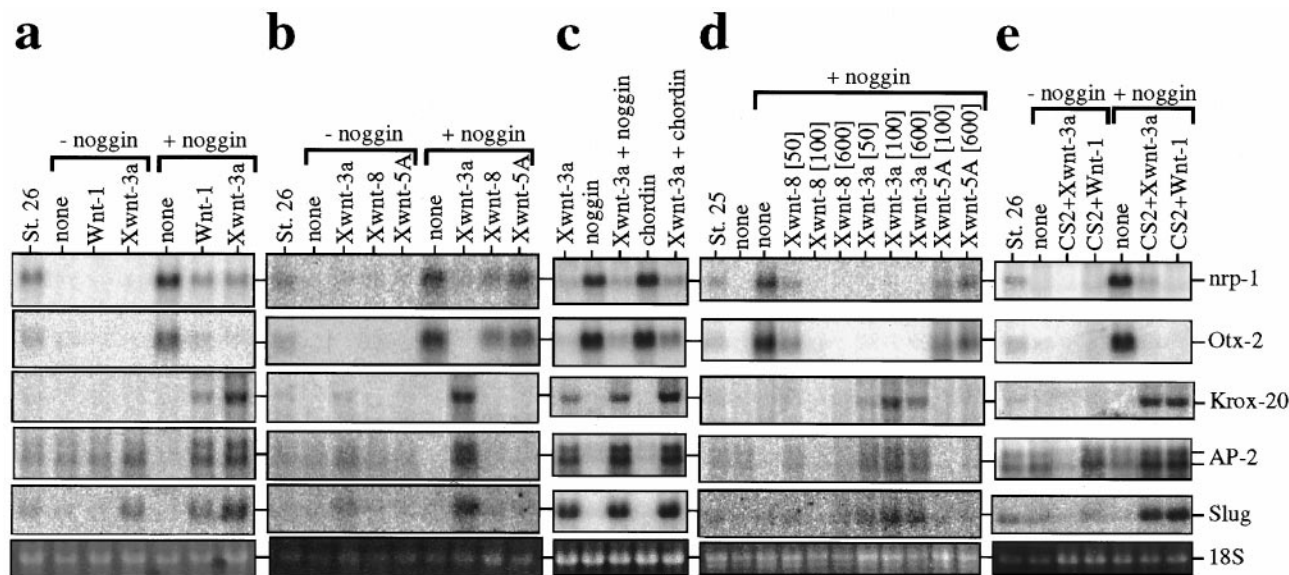 a
- noggin
+ noggin
St. 26
none
Wnt-1
Xwnt-3a
none
Wnt-1
Xwnt-3a
b
- noggin
+ noggin
St. 26
none
Xwnt-3a
Xwnt-8
Xwnt-5A
none
Xwnt-3a
Xwnt-8
Xwnt-5A
c
Xwnt-3a
noggin
Xwnt-3a + noggin
chordin
Xwnt-3a + chordin
d
+ noggin
St. 25
none
none
Xwnt-8 [50]
Xwnt-8 [100]
Xwnt-8 [600]
Xwnt-3a [50]
Xwnt-3a [100]
Xwnt-3a [600]
Xwnt-5A [100]
Xwnt-5A [600]
e
- noggin
+ noggin
St. 26
none
CS2+Xwnt-3a
CS2+Wnt-1
none
CS2+Xwnt-3a
CS2+Wnt-1
nrp-1
Otx-2
Krox-20
AP-2
Slug
18S